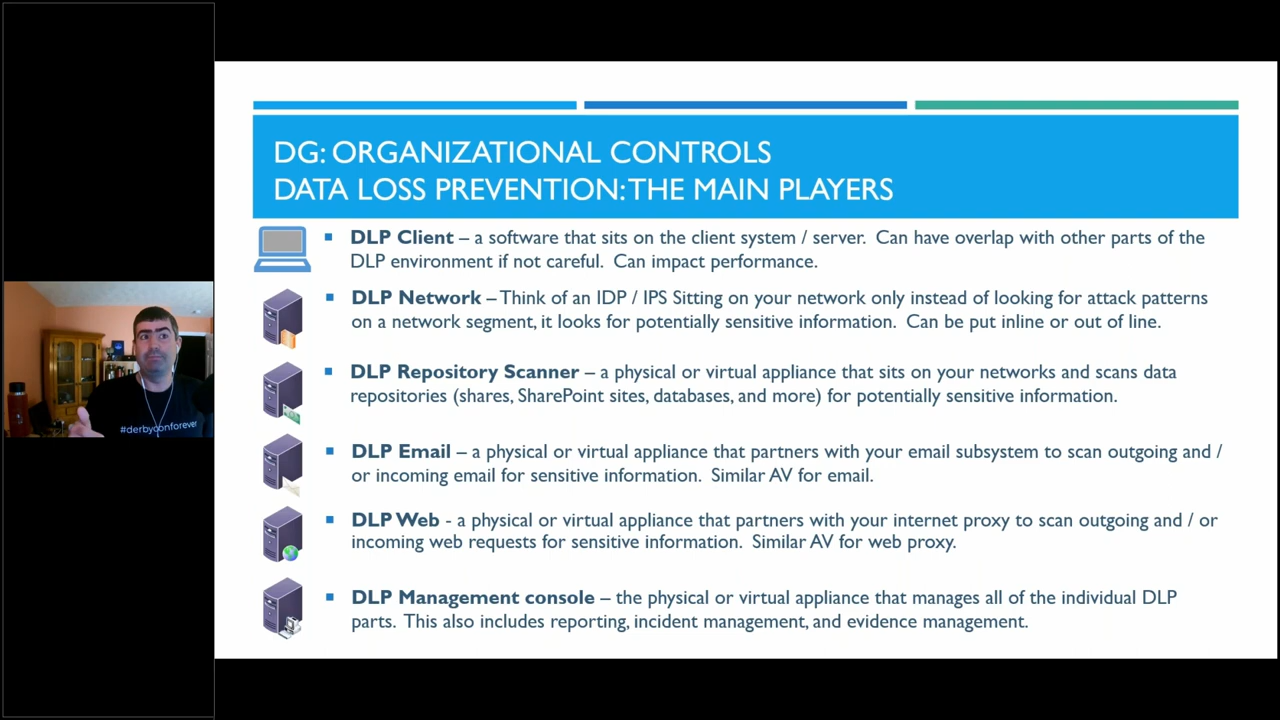 DG: ORGANIZATIONAL CONTROLS
DATA LOSS PREVENTION: THE MAIN PLAYERS
DLP Client – a software that sits on the client system / server. Can have overlap with other parts of the
DLP environment if not careful. Can impact performance.
DLP Network – Think of an IDP / IPS Sitting on your network only instead of looking for attack patterns
on a network segment, it looks for potentially sensitive information. Can be put inline or out of line.
DLP Repository Scanner – a physical or virtual appliance that sits on your networks and scans data
repositories (shares, SharePoint sites, databases, and more) for potentially sensitive information.
DLP Email – a physical or virtual appliance that partners with your email subsystem to scan outgoing and /
or incoming email for sensitive information. Similar AV for email.
DLP Web - a physical or virtual appliance that partners with your internet proxy to scan outgoing and / or
incoming web requests for sensitive information. Similar AV for web proxy.
DLP Management console – the physical or virtual appliance that manages all of the individual DLP
parts. This also includes reporting, incident management, and evidence management.
#derbyconforever